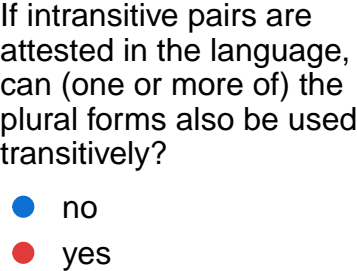 If intransitive pairs are
attested in the language,
can (one or more of) the
plural forms also be used
transitively?
no
yes